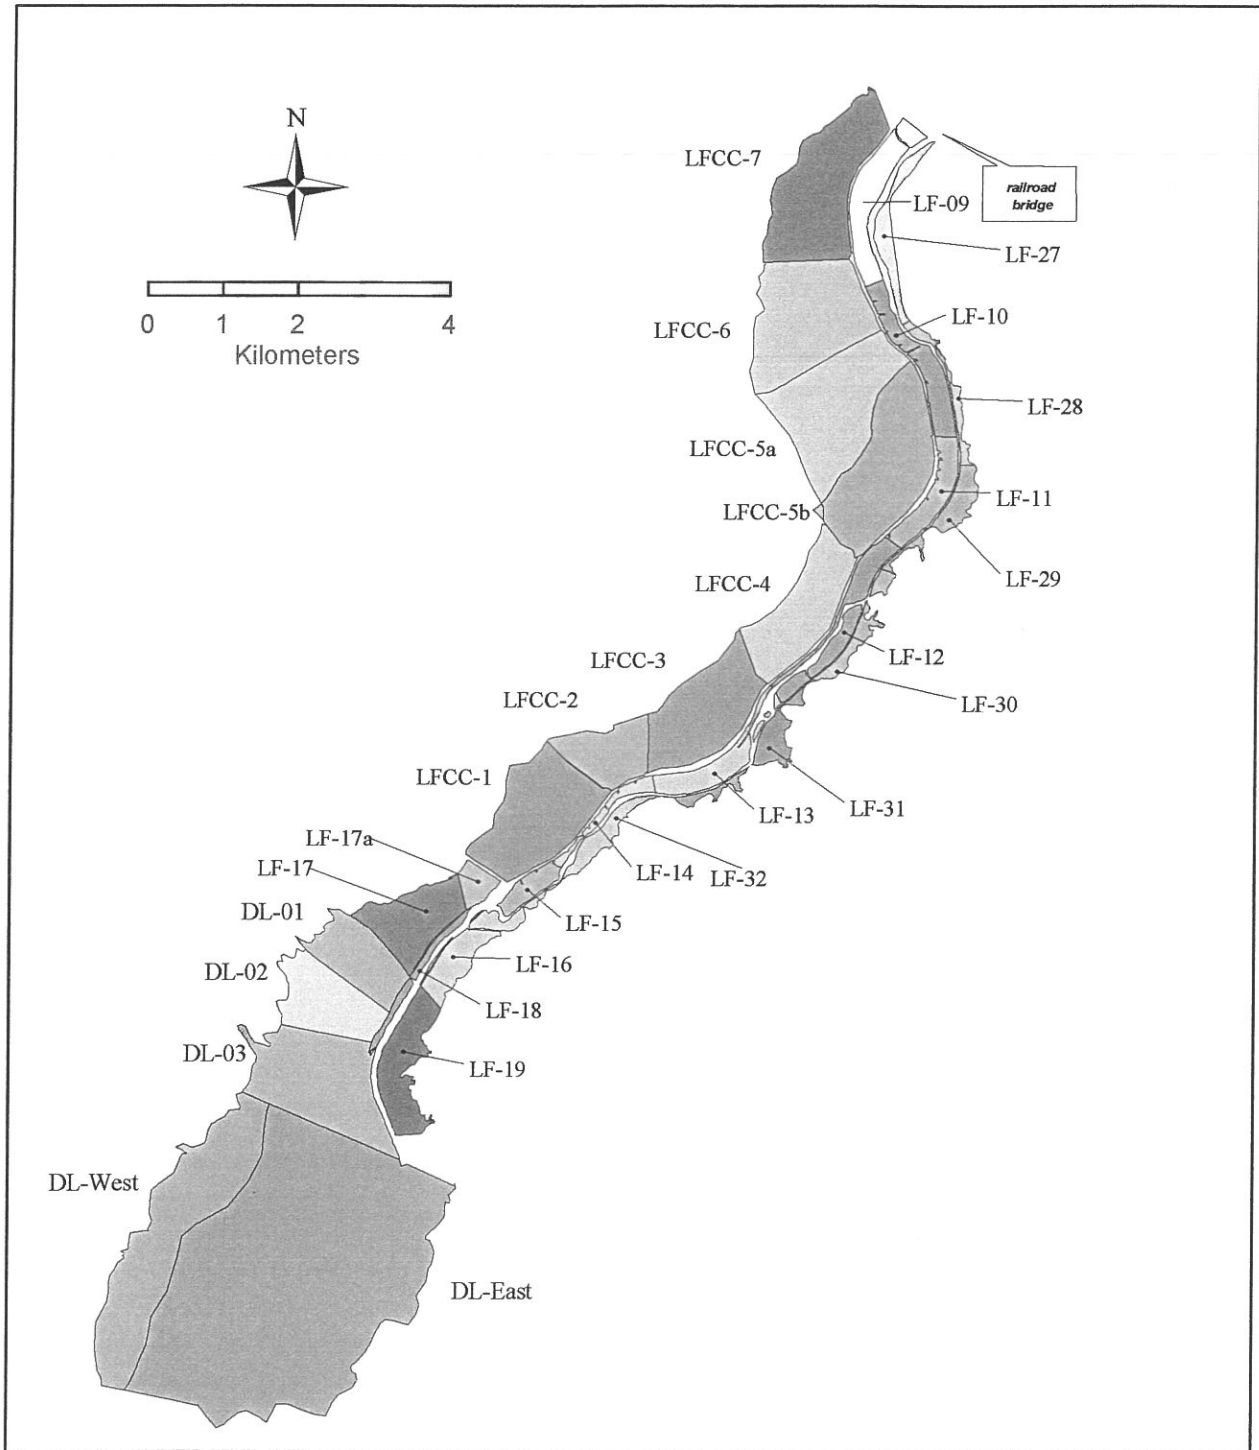 N
0 1 2 4
Kilometers
LFCC-7
railroad
bridge
LF-09
LF-27
LF-10
LFCC-6
LF-28
LFCC-5a
LF-11
LFCC-5b
LF-29
LFCC-4
LF-12
LFCC-3
LF-30
LFCC-2
LFCC-1
LF-31
LF-13
LF-17a
LF-14
LF-32
LF-17
DL-01
LF-15
LF-16
DL-02
LF-18
DL-03
LF-19
DL-West
DL-East